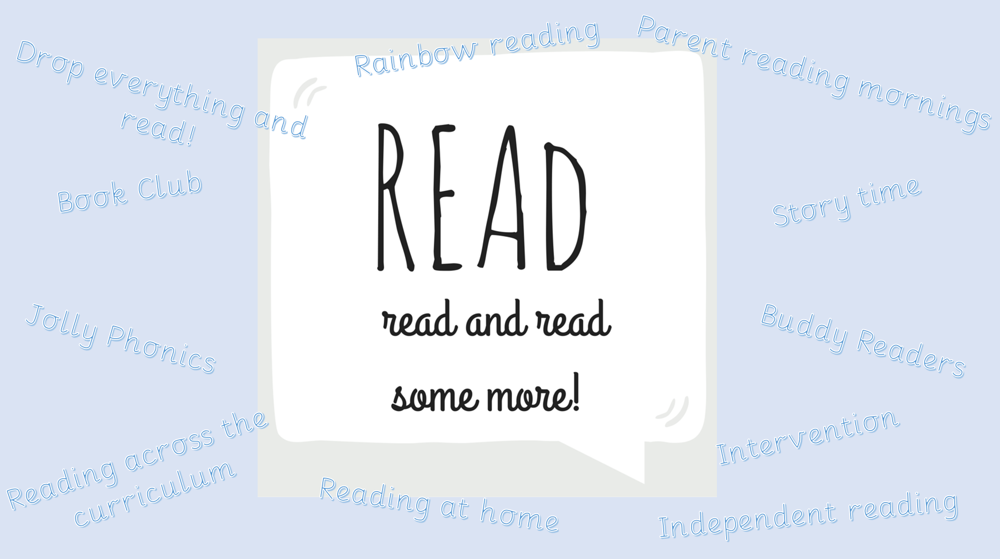 Drop everything and
read!
Rainbow reading
Parent reading mornings
Book Club
Story time
READ
read and read
some more!
Jolly Phonics
Buddy Readers
Reading across the
curriculum
Intervention
Reading at home
Independent reading